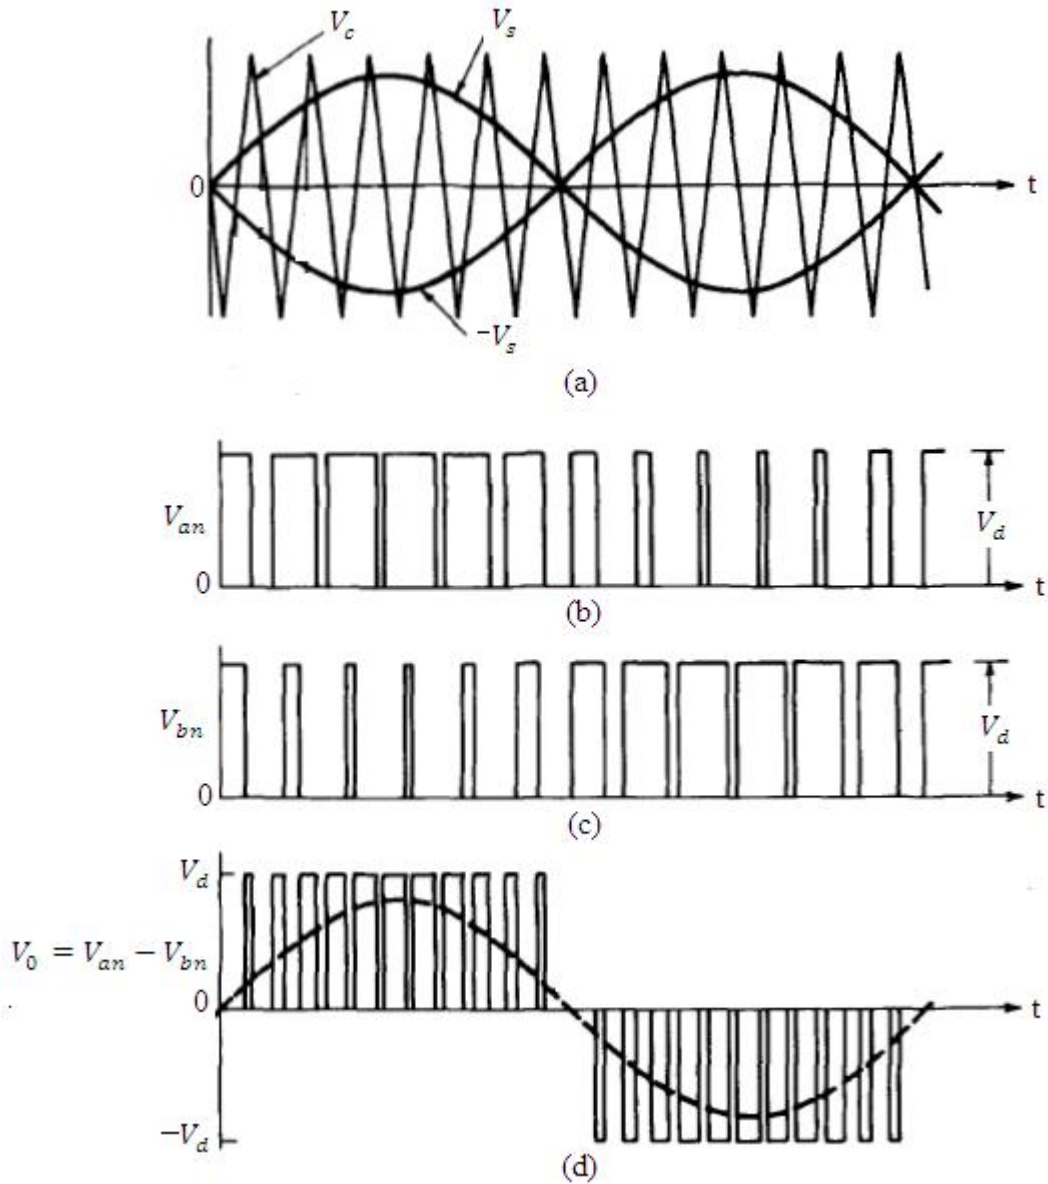 V_c
V_s
0
t
−V_s
(a)
V_an
V_d
0
t
(b)
V_bn
V_d
0
t
(c)
V_d
V_0 = V_an − V_bn
0
t
−V_d
(d)